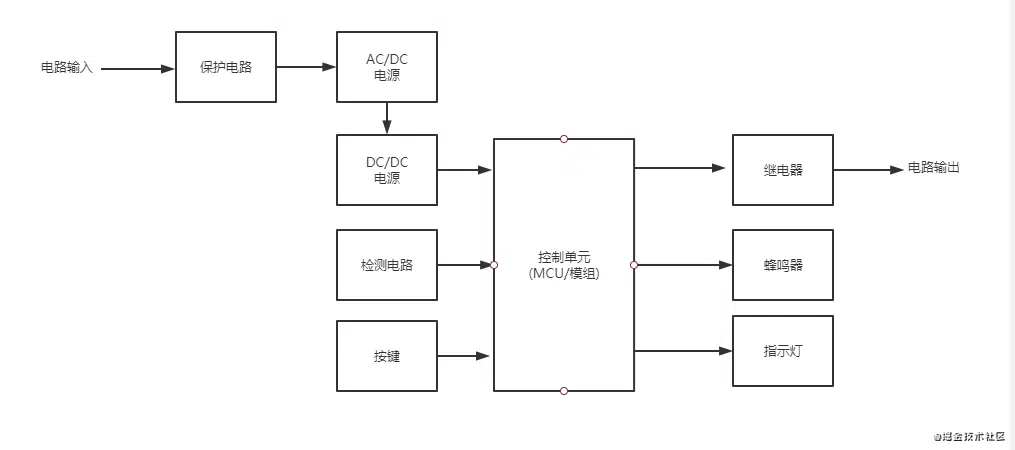 电路输入
保护电路
AC/DC
电源
DC/DC
电源
检测电路
按键
控制单元
(MCU/模组)
继电器
电路输出
蜂鸣器
指示灯
@掘金技术社区